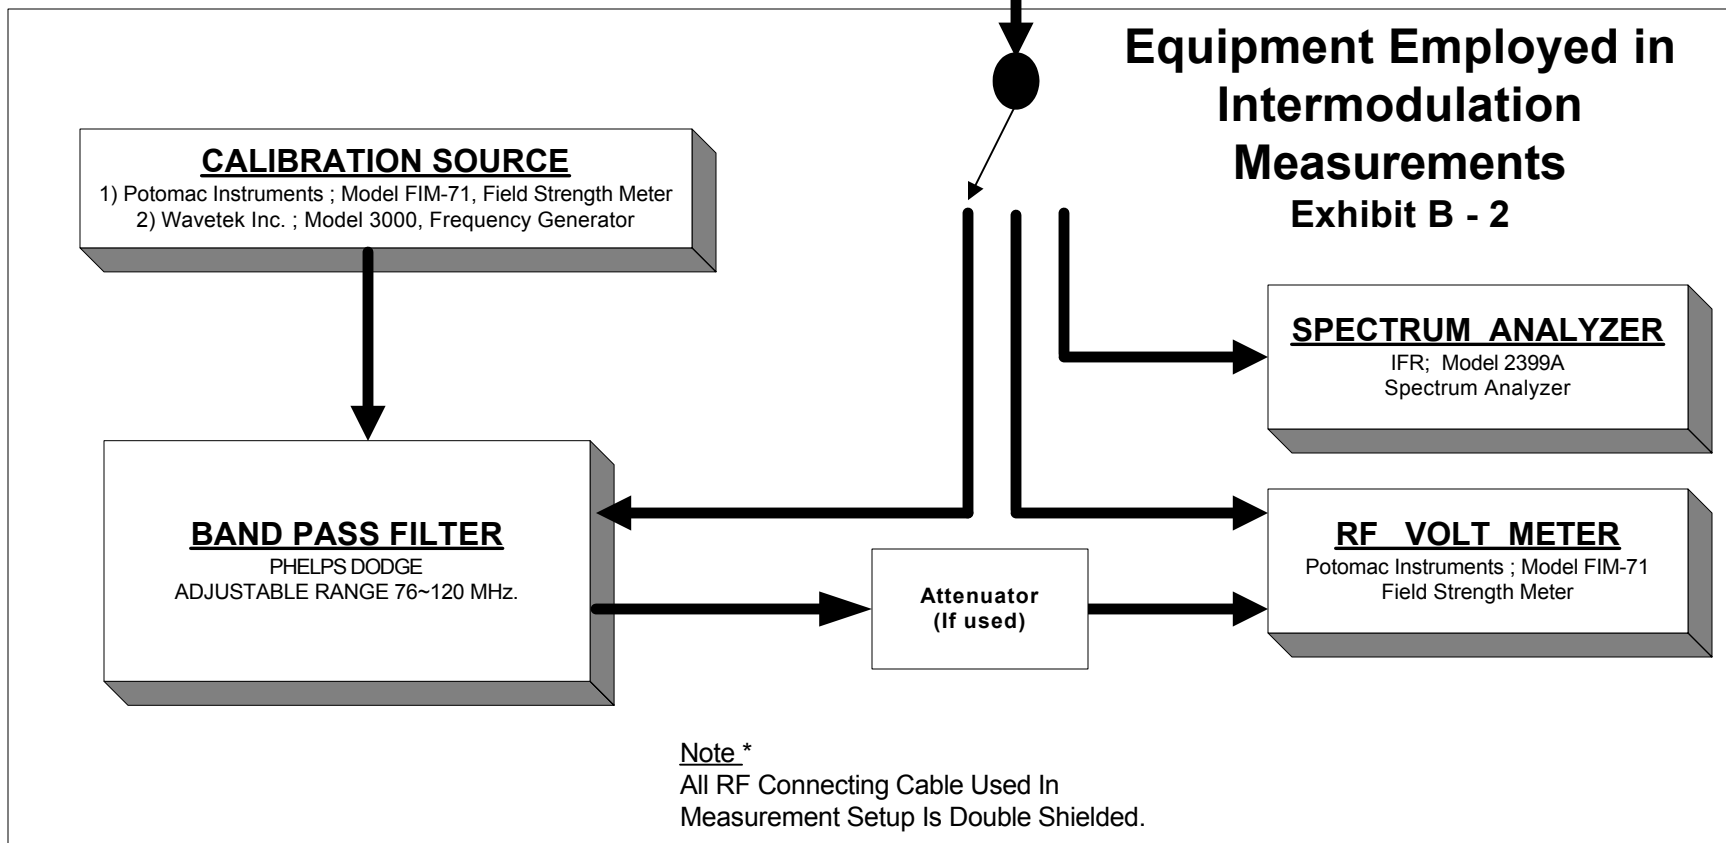 Equipment Employed in
Intermodulation
Measurements
Exhibit B - 2
CALIBRATION SOURCE
1) Potomac Instruments ; Model FIM-71, Field Strength Meter
2) Wavetek Inc. ; Model 3000, Frequency Generator
SPECTRUM ANALYZER
IFR; Model 2399A
Spectrum Analyzer
BAND PASS FILTER
PHELPS DODGE
ADJUSTABLE RANGE 76~120 MHz.
Attenuator
(If used)
RF VOLT METER
Potomac Instruments ; Model FIM-71
Field Strength Meter
Note *
All RF Connecting Cable Used In
Measurement Setup Is Double Shielded.